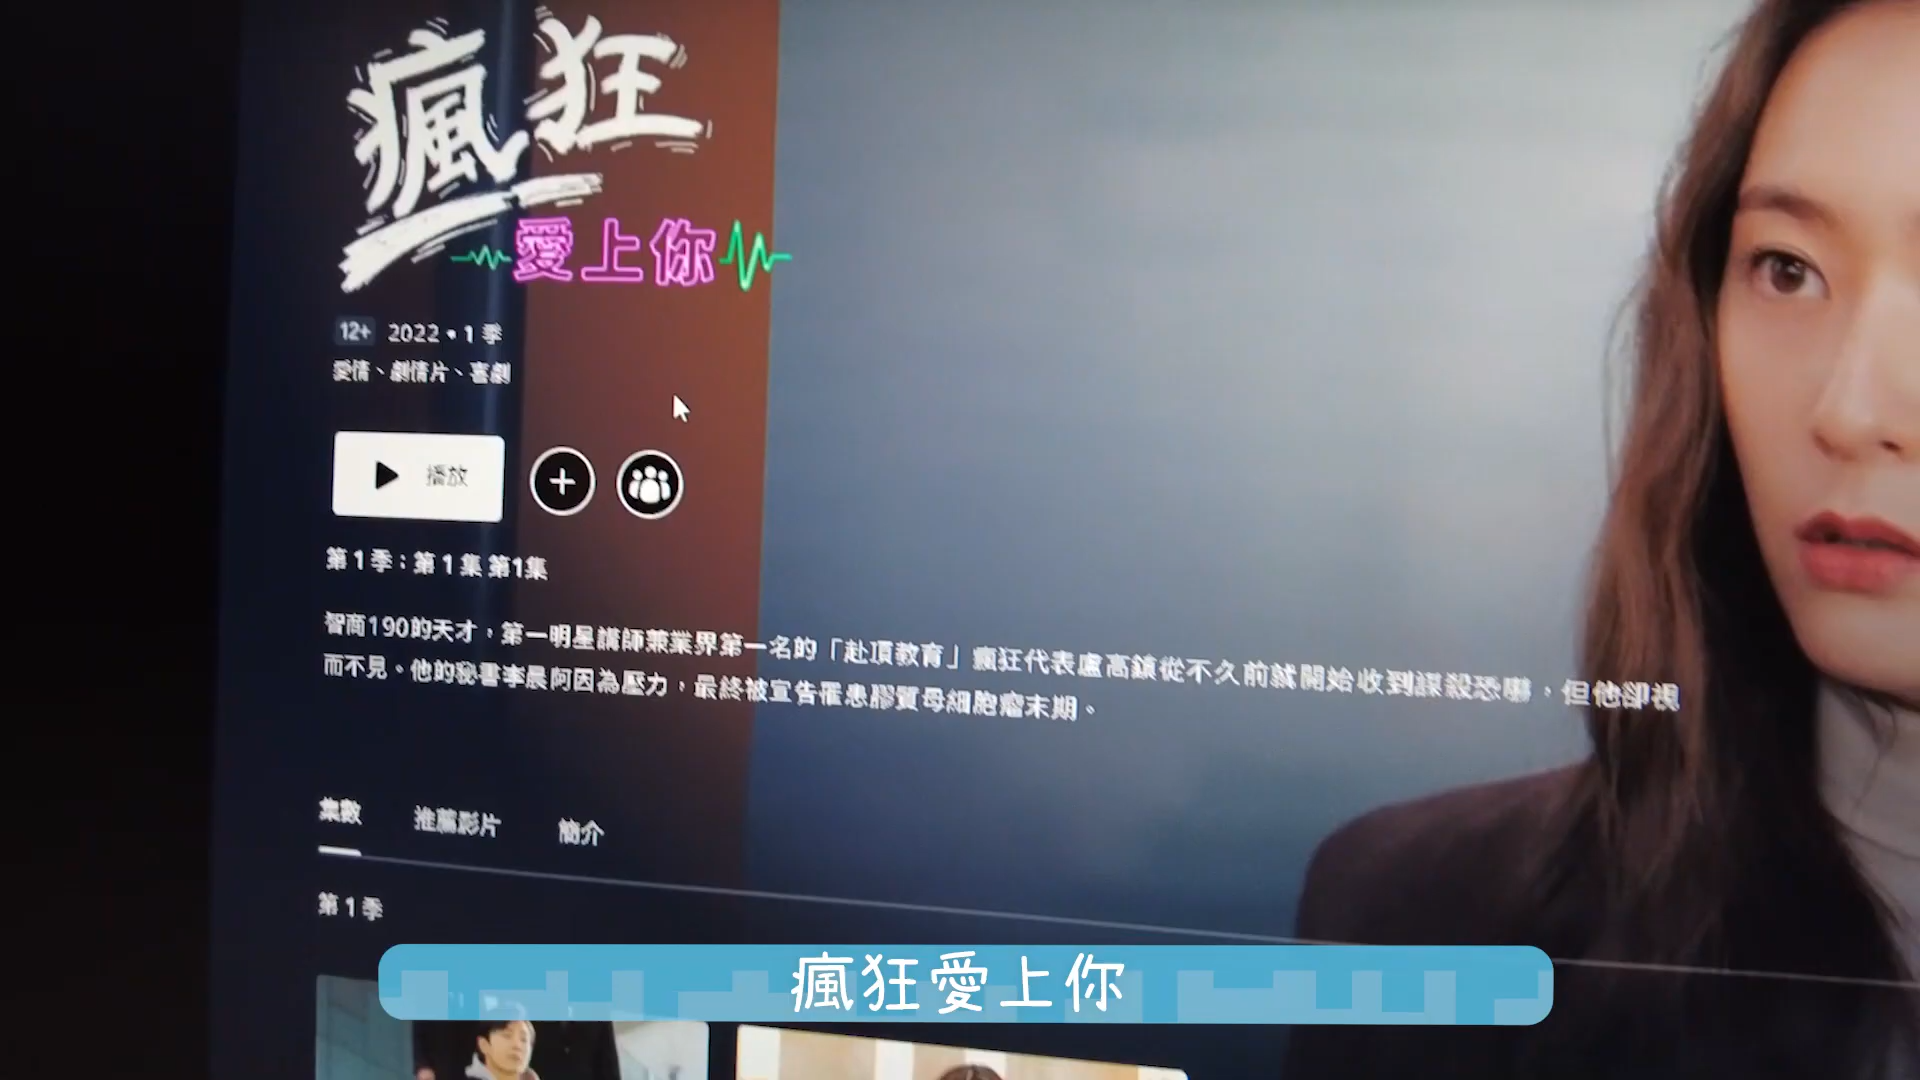 瘋狂
愛上你
12+ 2022 • 1 季
愛情、劇情片、喜劇
播放
第 1 季：第 1 集 第1集
智商190的天才，第一明星講師兼業界第一名的「赴頂教育」瘋狂代表盧高鎮從不久前就開始收到謀殺恐嚇，但他卻視
而不見。他的秘書李晨阿因為壓力，最終被宣告罹患膠質母細胞瘤末期。
集數 推薦影片 簡介
第 1 季
瘋狂愛上你